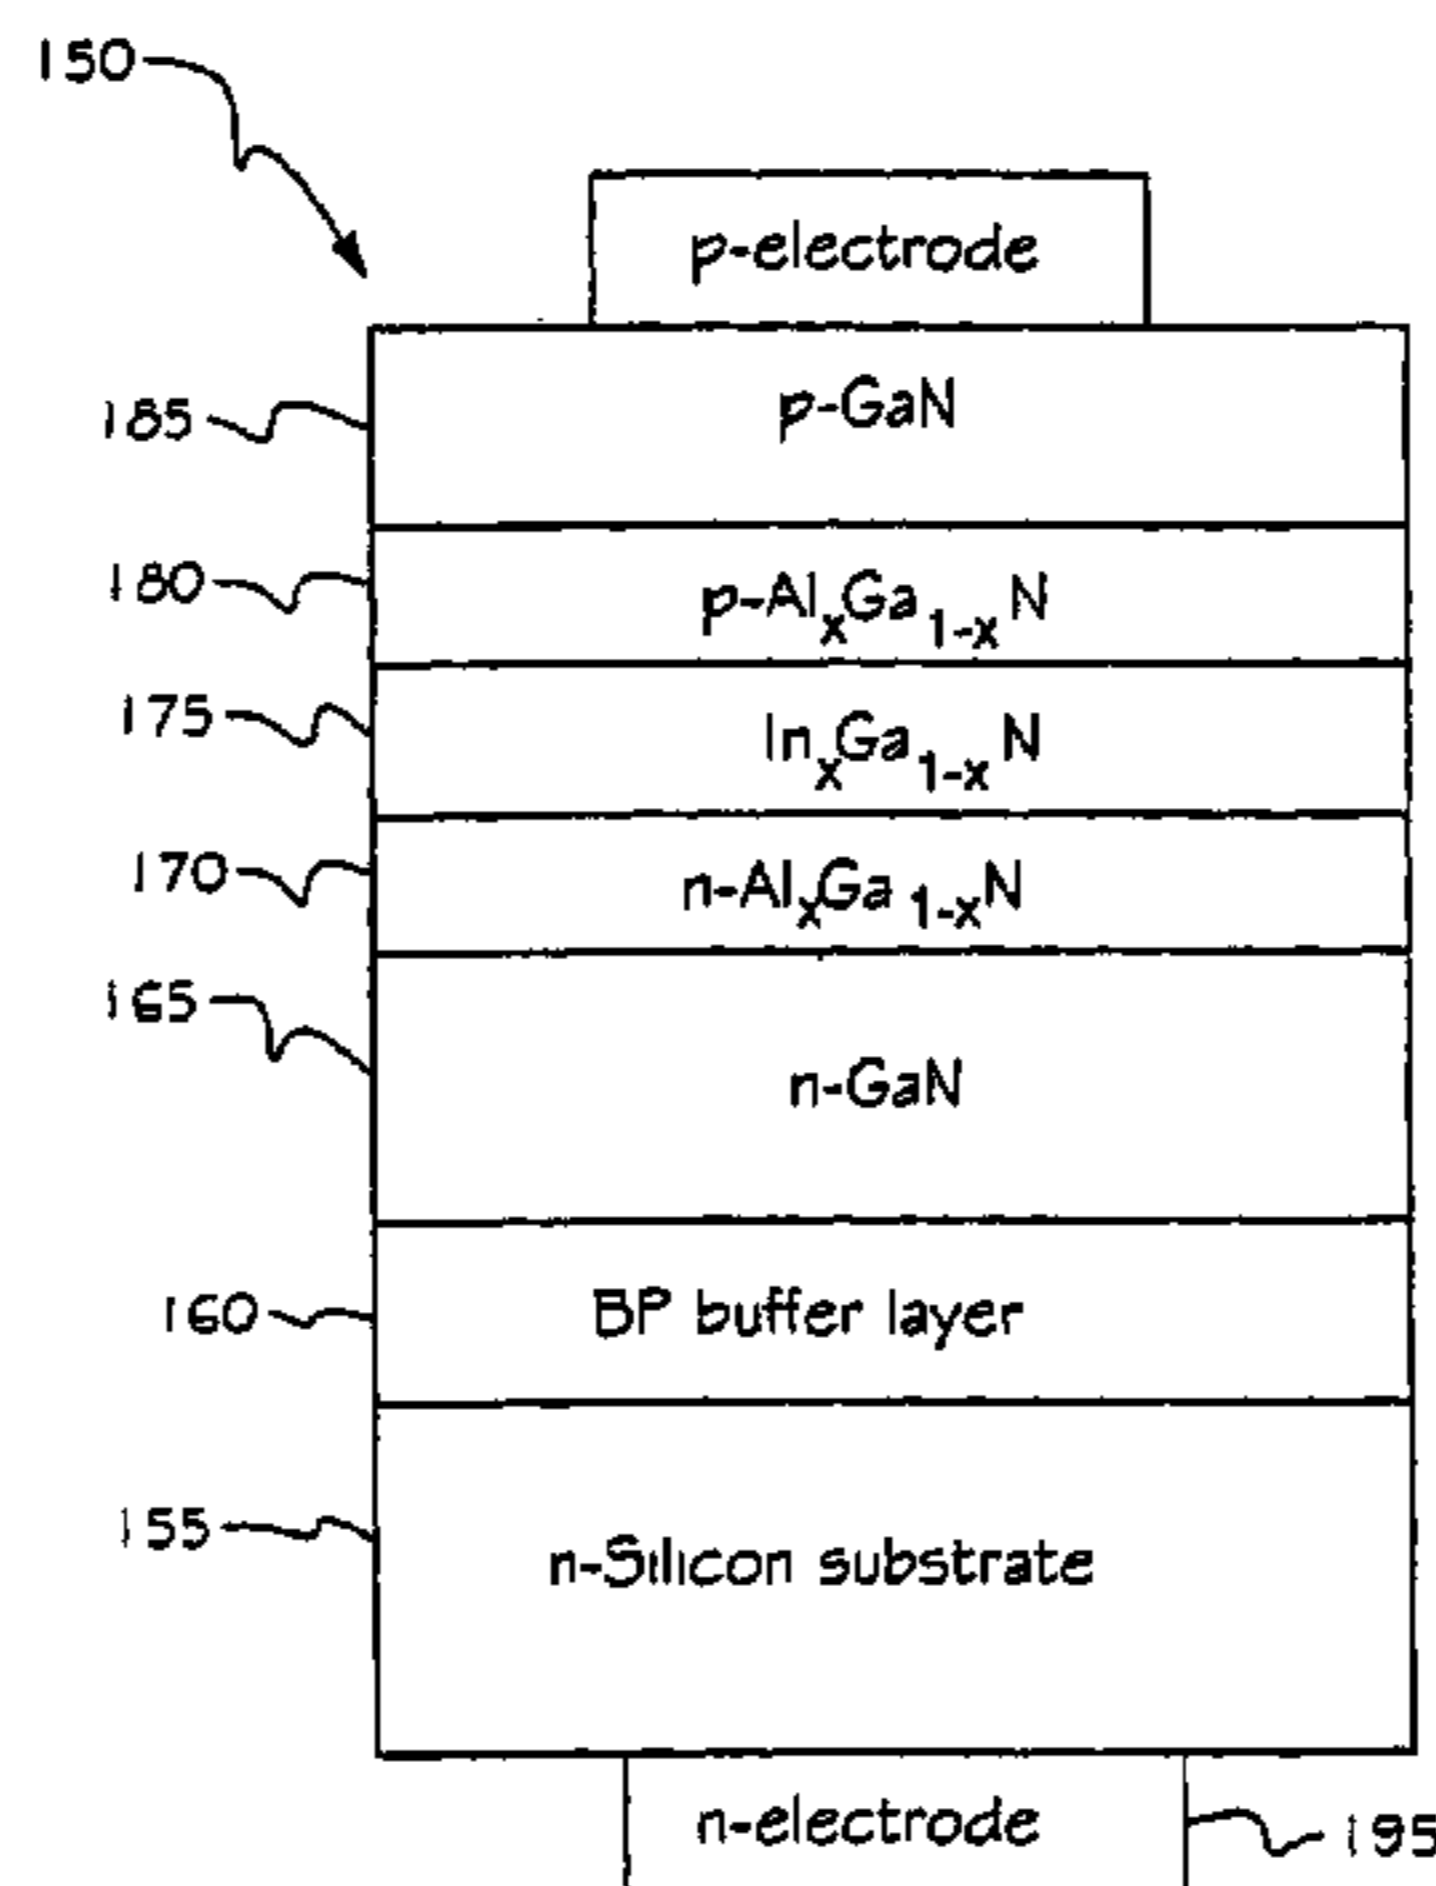 150
p-electrode
185 p-GaN
180 p-AlxGa1-xN
175 InxGa1-xN
170 n-AlxGa1-xN
165 n-GaN
160 BP buffer layer
155 n-Silicon substrate
n-electrode 195